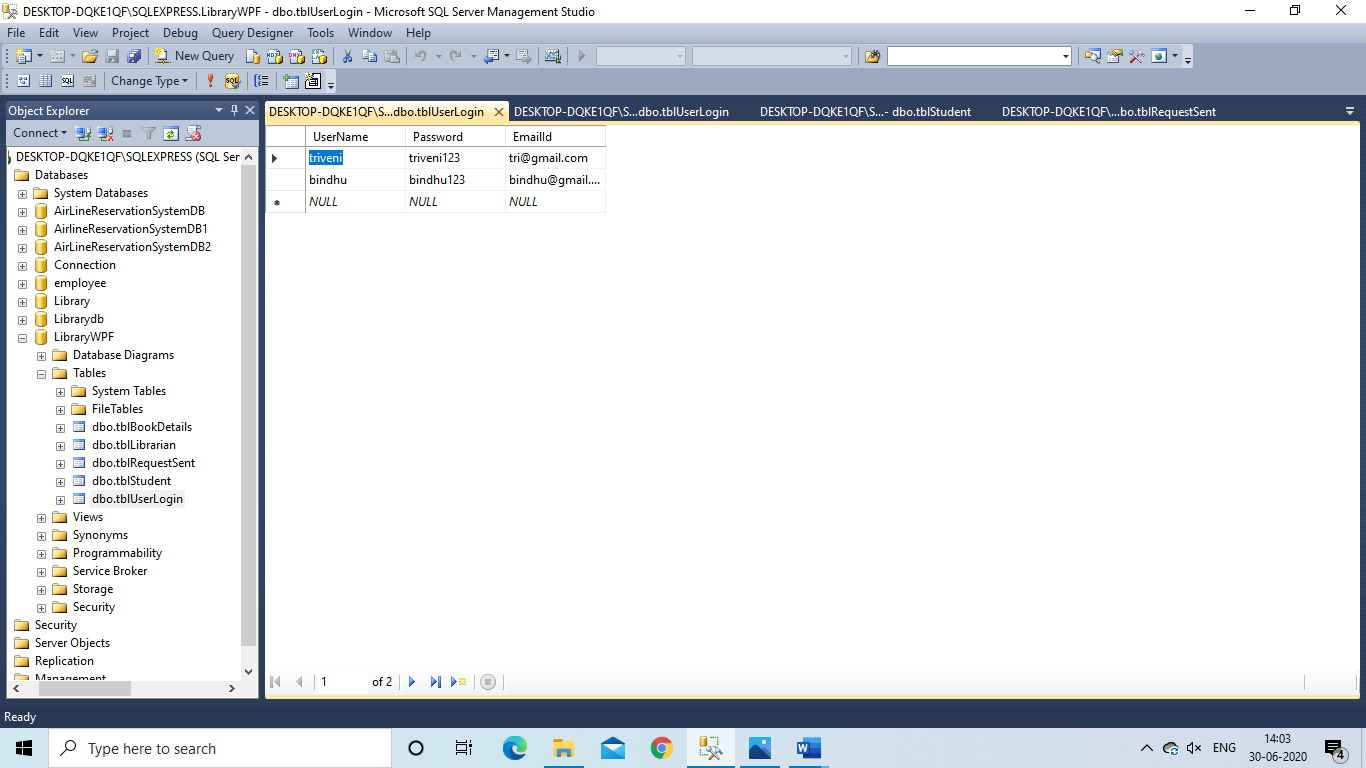 DESKTOP-DQKE1QF\SQLEXPRESS.LibraryWPF - dbo.tblUserLogin - Microsoft SQL Server Management Studio
File Edit View Project Debug Query Designer Tools Window Help
New Query
Change Type
Object Explorer
Connect
DESKTOP-DQKE1QF\SQLEXPRESS (SQL Ser
Databases
System Databases
AirLineReservationSystemDB
AirlineReservationSystemDB1
AirLineReservationSystemDB2
Connection
employee
Library
Librarydb
LibraryWPF
Database Diagrams
Tables
System Tables
FileTables
dbo.tblBookDetails
dbo.tblLibrarian
dbo.tblRequestSent
dbo.tblStudent
dbo.tblUserLogin
Views
Synonyms
Programmability
Service Broker
Storage
Security
Security
Server Objects
Replication
Management
DESKTOP-DQKE1QF\S...dbo.tblUserLogin DESKTOP-DQKE1QF\S...dbo.tblUserLogin DESKTOP-DQKE1QF\S...- dbo.tblStudent DESKTOP-DQKE1QF\...bo.tblRequestSent
UserName Password EmailId
triveni triveni123 tri@gmail.com
bindhu bindhu123 bindhu@gmail....
NULL NULL NULL
1 of 2
Ready
Type here to search
ENG
14:03
30-06-2020
4